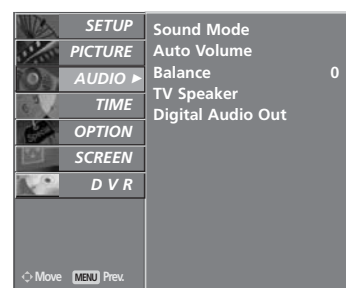 SETUP
PICTURE
AUDIO ►
TIME
OPTION
SCREEN
D V R
Move MENU Prev.
Sound Mode
Auto Volume
Balance 0
TV Speaker
Digital Audio Out